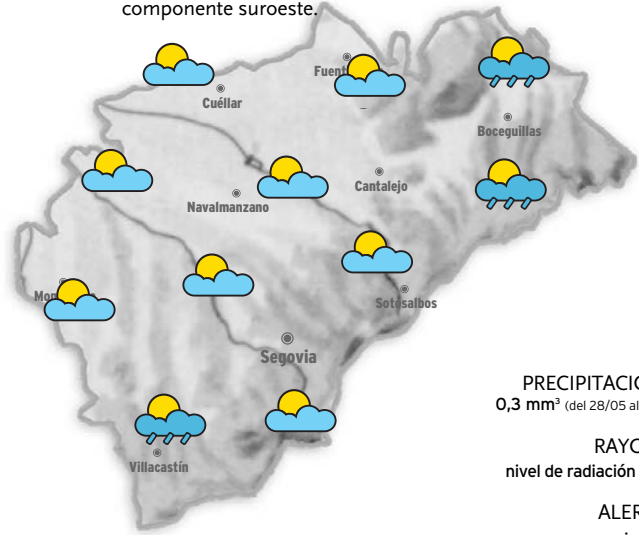 componente suroeste.
Cuéllar
Boceguillas
Cantalejo
Navalmanzano
Sotosalbos
Segovia
Villacastín
PRECIPITACIO
0,3 mm³ (del 28/05 al
RAYO
nivel de radiación
ALER